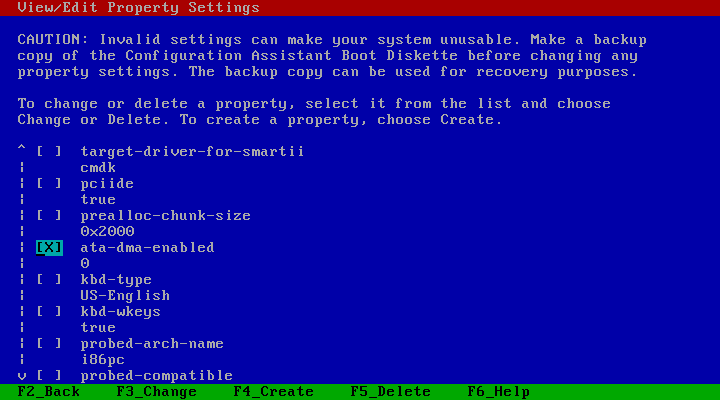 View/Edit Property Settings
CAUTION: Invalid settings can make your system unusable. Make a backup
copy of the Configuration Assistant Boot Diskette before changing any
property settings. The backup copy can be used for recovery purposes.
To change or delete a property, select it from the list and choose
Change or Delete. To create a property, choose Create.
^ [ ] target-driver-for-smartii
¦ cmdk
¦ [ ] pciide
¦ true
¦ [ ] prealloc-chunk-size
¦ 0x2000
¦ [X] ata-dma-enabled
¦ 0
¦ [ ] kbd-type
¦ US-English
¦ [ ] kbd-wkeys
¦ true
¦ [ ] probed-arch-name
¦ i86pc
v [ ] probed-compatible
F2_Back F3_Change F4_Create F5_Delete F6_Help